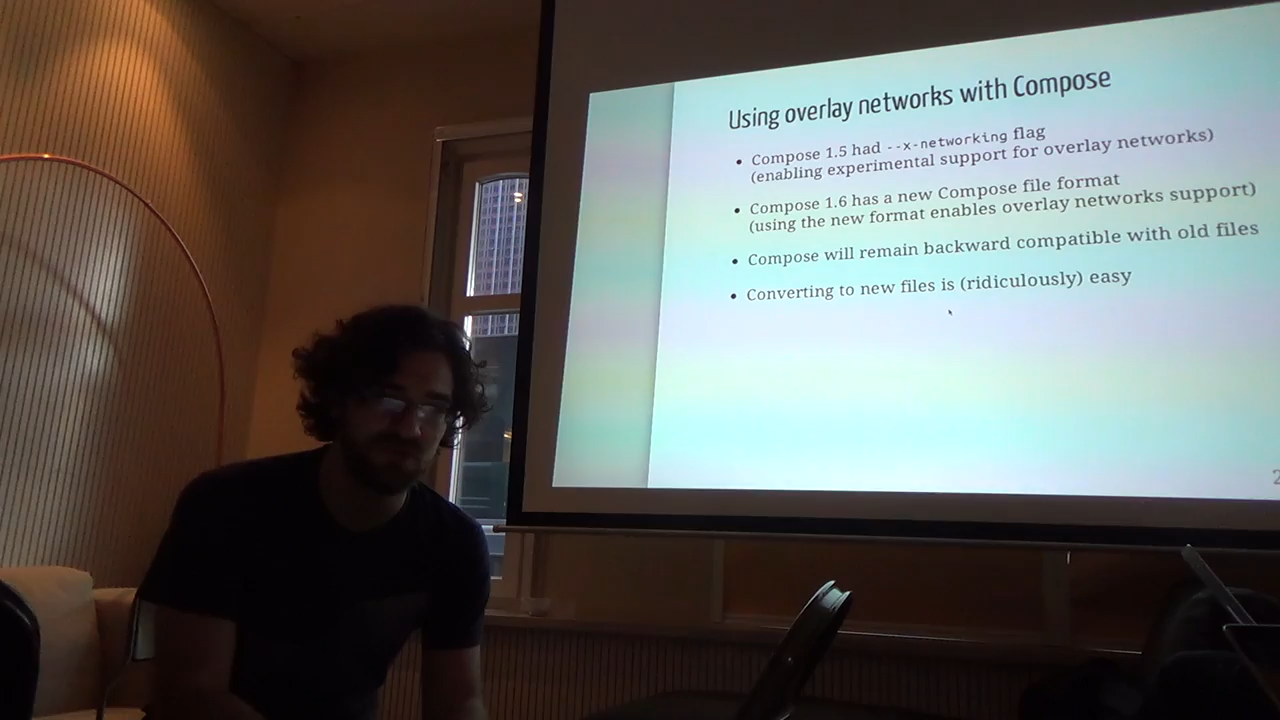 Using overlay networks with Compose
• Compose 1.5 had --x-networking flag
(enabling experimental support for overlay networks)
• Compose 1.6 has a new Compose file format
(using the new format enables overlay networks support)
• Compose will remain backward compatible with old files
• Converting to new files is (ridiculously) easy